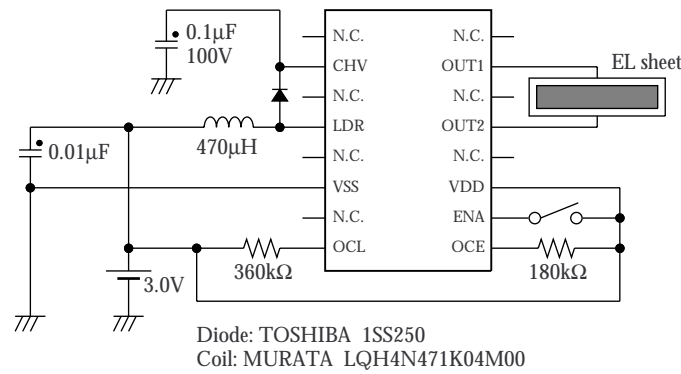 0.1μF
100V
N.C.
N.C.
CHV
OUT1
EL sheet
N.C.
N.C.
LDR
OUT2
470μH
0.01μF
N.C.
N.C.
VSS
VDD
N.C.
ENA
OCL
OCE
360kΩ
180kΩ
3.0V
Diode: TOSHIBA 1SS250
Coil: MURATA LQH4N471K04M00